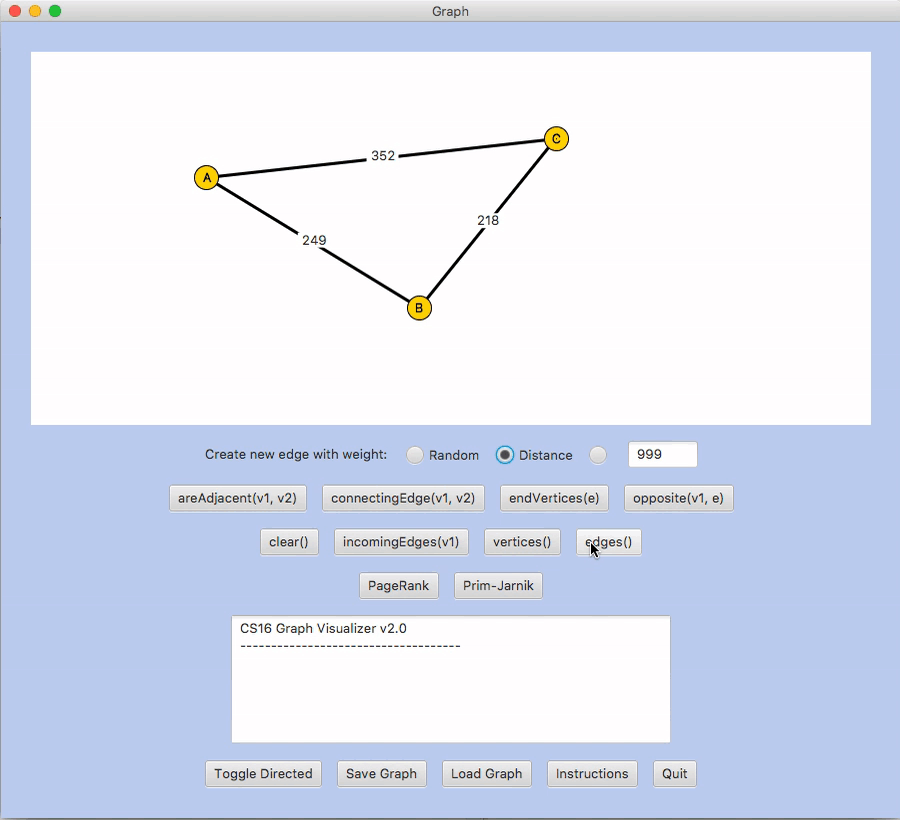 Graph
C
352
A
218
249
B
Create new edge with weight: Random Distance 999
areAdjacent(v1, v2) connectingEdge(v1, v2) endVertices(e) opposite(v1, e)
clear() incomingEdges(v1) vertices() edges()
PageRank Prim-Jarnik
CS16 Graph Visualizer v2.0
------------------------------------
Toggle Directed Save Graph Load Graph Instructions Quit